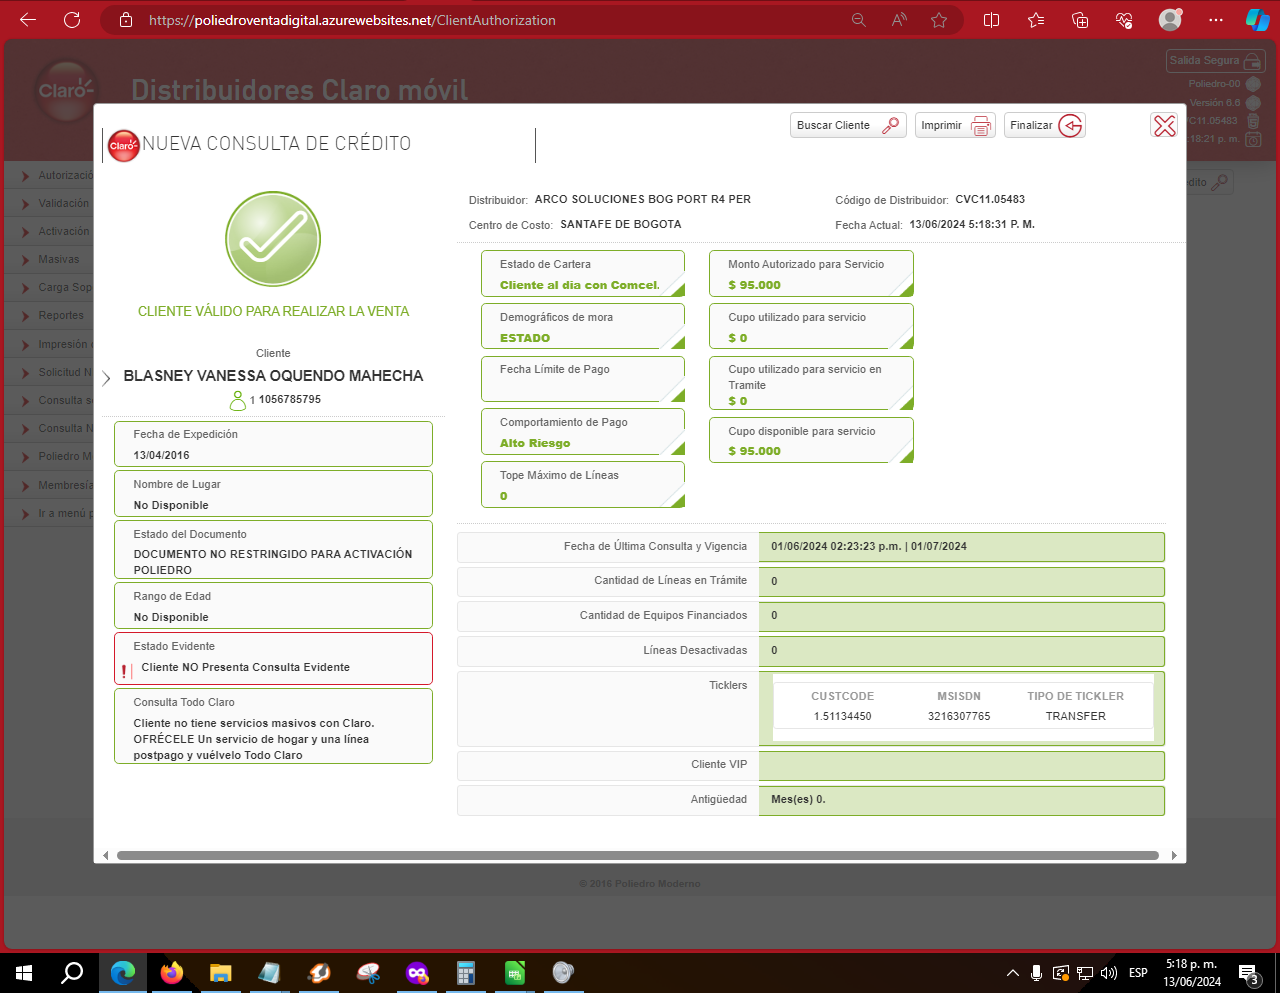 https://poliedroventadigital.azurewebsites.net/ClientAuthorization
Claro
Distribuidores Claro móvil
Salida Segura
Poliedro-00
Versión 6.6
Autorizació
Validación
Activación
Masivas
Carga Sop
Reportes
Impresión
Solicitud N
Consulta s
Consulta N
Poliedro M
Membresía
Ir a menú p
Claro
NUEVA CONSULTA DE CRÉDITO
Buscar Cliente
Imprimir
Finalizar
CLIENTE VÁLIDO PARA REALIZAR LA VENTA
Cliente
BLASNEY VANESSA OQUENDO MAHECHA
1 1056785795
Fecha de Expedición
13/04/2016
Nombre de Lugar
No Disponible
Estado del Documento
DOCUMENTO NO RESTRINGIDO PARA ACTIVACIÓN
POLIEDRO
Rango de Edad
No Disponible
Estado Evidente
! Cliente NO Presenta Consulta Evidente
Consulta Todo Claro
Cliente no tiene servicios masivos con Claro.
OFRÉCELE Un servicio de hogar y una línea
postpago y vuélvelo Todo Claro
Distribuidor: ARCO SOLUCIONES BOG PORT R4 PER
Código de Distribuidor: CVC11.05483
Centro de Costo: SANTAFE DE BOGOTA
Fecha Actual: 13/06/2024 5:18:31 P. M.
Estado de Cartera
Cliente al dia con Comcel.
Demográficos de mora
ESTADO
Fecha Límite de Pago
Comportamiento de Pago
Alto Riesgo
Tope Máximo de Líneas
0
Monto Autorizado para Servicio
$ 95.000
Cupo utilizado para servicio
$ 0
Cupo utilizado para servicio en
Tramite
$ 0
Cupo disponible para servicio
$ 95.000
Fecha de Última Consulta y Vigencia 01/06/2024 02:23:23 p.m. | 01/07/2024
Cantidad de Líneas en Trámite 0
Cantidad de Equipos Financiados 0
Líneas Desactivadas 0
Ticklers
CUSTCODE MSISDN TIPO DE TICKLER
1.51134450 3216307765 TRANSFER
Cliente VIP
Antigüedad Mes(es) 0.
© 2016 Poliedro Moderno
ESP
5:18 p. m.
13/06/2024
3